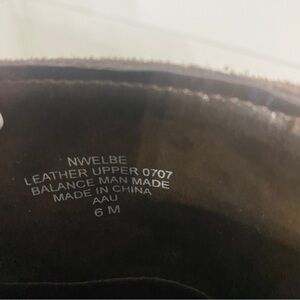 NWELBE
LEATHER UPPER 0707
BALANCE MAN MADE
MADE IN CHINA
AAU
6 M